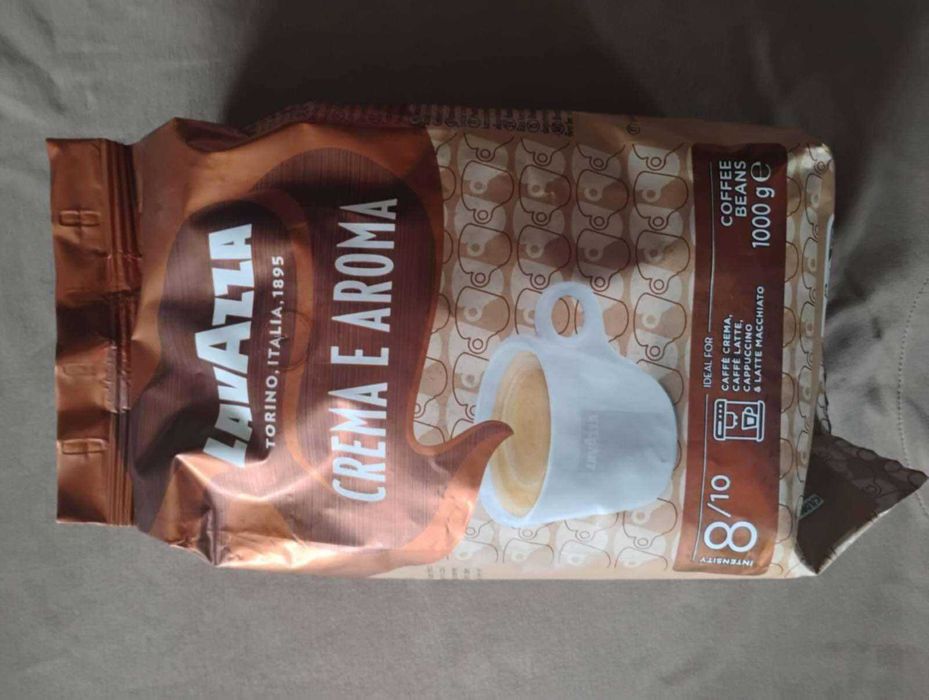 LAVAZZA
TORINO, ITALIA, 1895
CREMA E AROMA
INTENSITY
8/10
IDEAL FOR
CAFFÈ CREMA,
CAFFÈ LATTE,
CAPPUCCINO
& LATTE MACCHIATO
COFFEE
BEANS
1000 g e